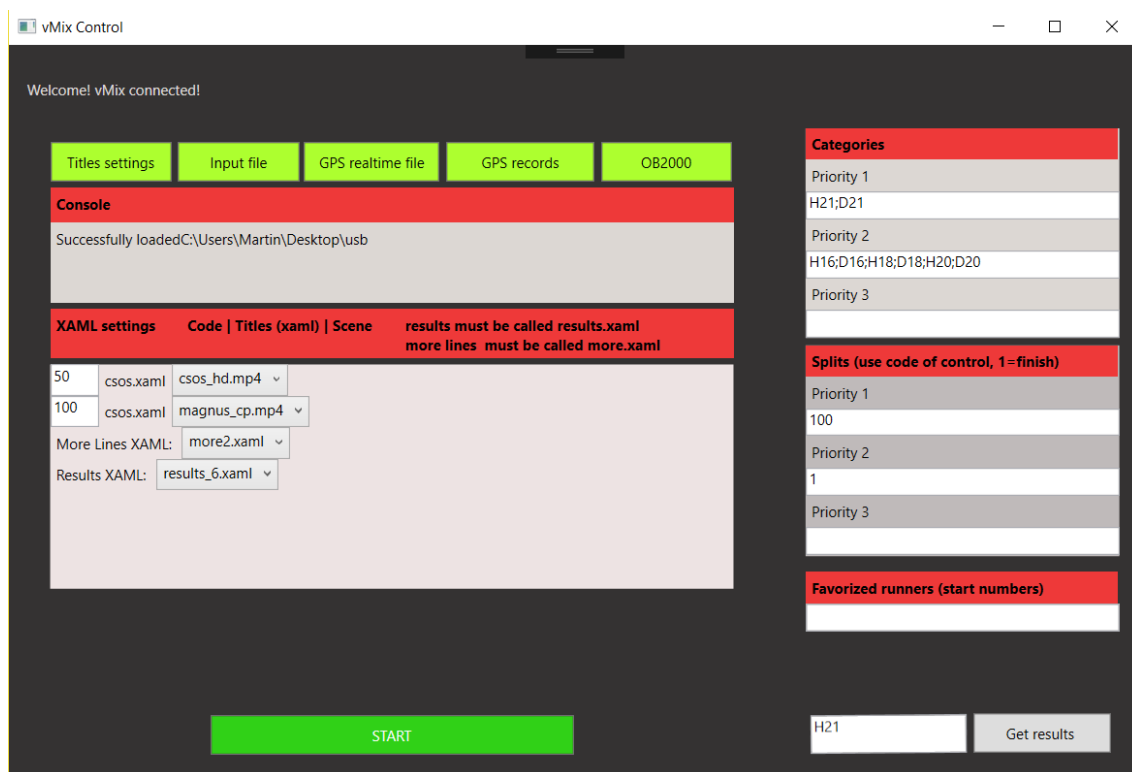 vMix Control
Welcome! vMix connected!
Titles settings
Input file
GPS realtime file
GPS records
OB2000
Console
Successfully loadedC:\Users\Martin\Desktop\usb
XAML settings Code | Titles (xaml) | Scene results must be called results.xaml
more lines must be called more.xaml
50 csos.xaml csos_hd.mp4
100 csos.xaml magnus_cp.mp4
More Lines XAML: more2.xaml
Results XAML: results_6.xaml
START
Categories
Priority 1
H21;D21
Priority 2
H16;D16;H18;D18;H20;D20
Priority 3
Splits (use code of control, 1=finish)
Priority 1
100
Priority 2
1
Priority 3
Favorized runners (start numbers)
H21
Get results